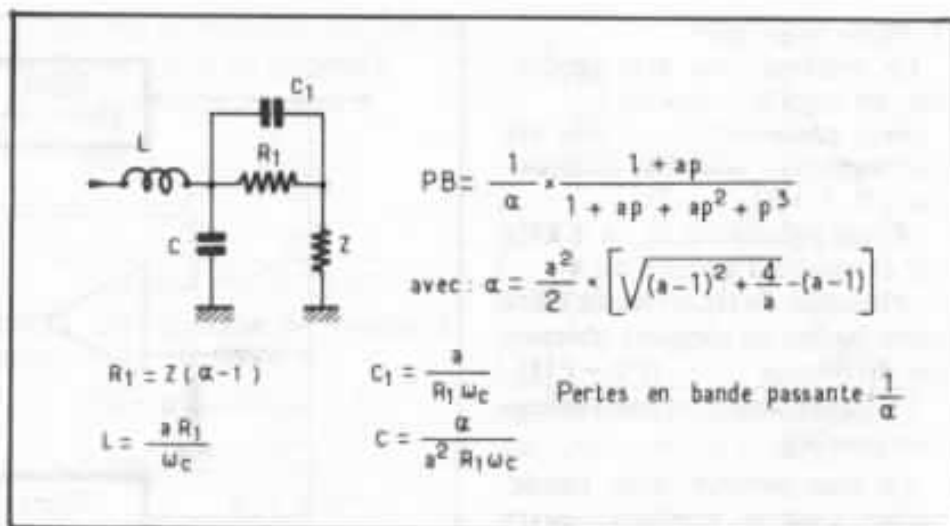 C₁
L
R₁
C
Z
PB = 1/α × (1 + ap)/(1 + ap + ap² + p³)
avec : α = a²/2 × [√((a-1)² + 4/a) - (a-1)]
R₁ = Z(α-1)
C₁ = a/(R₁ ωc)
Pertes en bande passante : 1/α
L = a R₁/ωc
C = α/(a² R₁ ωc)